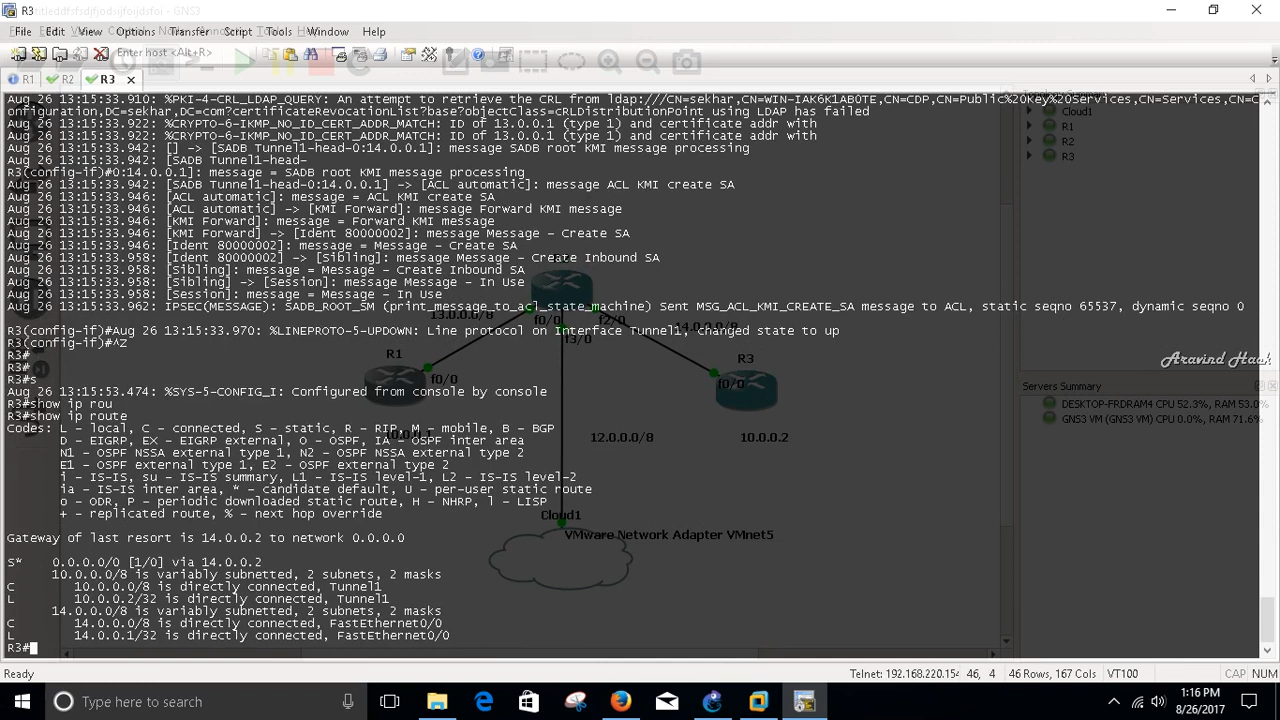 R3
File Edit View Options Transfer Script Tools Window Help
Enter host <Alt+R>
R1 R2 R3
Aug 26 13:15:33.910: %PKI-4-CRL_LDAP_QUERY: An attempt to retrieve the CRL from ldap:///CN=sekhar,CN=WIN-IAK6K1AB0TE,CN=CDP,CN=Public%20Key%20Services,CN=Services,CN=C
onfiguration,DC=sekhar,DC=com?certificateRevocationList?base?objectClass=cRLDistributionPoint using LDAP has failed
Aug 26 13:15:33.922: %CRYPTO-6-IKMP_NO_ID_CERT_ADDR_MATCH: ID of 13.0.0.1 (type 1) and certificate addr with
Aug 26 13:15:33.922: %CRYPTO-6-IKMP_NO_ID_CERT_ADDR_MATCH: ID of 13.0.0.1 (type 1) and certificate addr with
Aug 26 13:15:33.942: [] -> [SADB Tunnel1-head-0:14.0.0.1]: message SADB root KMI message processing
Aug 26 13:15:33.942: [SADB Tunnel1-head-
R3(config-if)#0:14.0.0.1]: message = SADB root KMI message processing
Aug 26 13:15:33.942: [SADB Tunnel1-head-0:14.0.0.1] -> [ACL automatic]: message ACL KMI create SA
Aug 26 13:15:33.946: [ACL automatic]: message = ACL KMI create SA
Aug 26 13:15:33.946: [ACL automatic] -> [KMI Forward]: message Forward KMI message
Aug 26 13:15:33.946: [KMI Forward]: message = Forward KMI message
Aug 26 13:15:33.946: [KMI Forward] -> [Ident 80000002]: message Message - Create SA
Aug 26 13:15:33.946: [Ident 80000002]: message = Message - Create SA
Aug 26 13:15:33.958: [Ident 80000002] -> [Sibling]: message Message - Create Inbound SA
Aug 26 13:15:33.958: [Sibling]: message = Message - Create Inbound SA
Aug 26 13:15:33.958: [Sibling] -> [Session]: message Message - In Use
Aug 26 13:15:33.958: [Session]: message = Message - In Use
Aug 26 13:15:33.962: IPSEC(MESSAGE): SADB_ROOT_SM (print_message_to_acl_state_machine) Sent MSG_ACL_KMI_CREATE_SA message to ACL, static seqno 65537, dynamic seqno 0
R3(config-if)#Aug 26 13:15:33.970: %LINEPROTO-5-UPDOWN: Line protocol on Interface Tunnel1, changed state to up
R3(config-if)#^Z
R3#
R3#
R3#s
Aug 26 13:15:53.474: %SYS-5-CONFIG_I: Configured from console by console
R3#show ip rou
R3#show ip route
Codes: L - local, C - connected, S - static, R - RIP, M - mobile, B - BGP
D - EIGRP, EX - EIGRP external, O - OSPF, IA - OSPF inter area
N1 - OSPF NSSA external type 1, N2 - OSPF NSSA external type 2
E1 - OSPF external type 1, E2 - OSPF external type 2
i - IS-IS, su - IS-IS summary, L1 - IS-IS level-1, L2 - IS-IS level-2
ia - IS-IS inter area, * - candidate default, U - per-user static route
o - ODR, P - periodic downloaded static route, H - NHRP, l - LISP
+ - replicated route, % - next hop override
Gateway of last resort is 14.0.0.2 to network 0.0.0.0
S* 0.0.0.0/0 [1/0] via 14.0.0.2
10.0.0.0/8 is variably subnetted, 2 subnets, 2 masks
C 10.0.0.0/8 is directly connected, Tunnel1
L 10.0.0.2/32 is directly connected, Tunnel1
14.0.0.0/8 is variably subnetted, 2 subnets, 2 masks
C 14.0.0.0/8 is directly connected, FastEthernet0/0
L 14.0.0.1/32 is directly connected, FastEthernet0/0
R3#
13.0.0.0/8
f0/0
f2/0
f3/0
14.0.0.0/8
R1
f0/0
R3
f0/0
12.0.0.0/8
10.0.0.2
Cloud1
VMware Network Adapter VMnet5
Cloud1
R1
R2
R3
Aravind Haak
Servers Summary
DESKTOP-FRDRAM4 CPU 52.3%, RAM 53.0%
GNS3 VM (GNS3 VM) CPU 0.0%, RAM 71.6%
Ready
Telnet: 192.168.220.154
46, 4
46 Rows, 167 Cols
VT100
CAP
NUM
Type here to search
1:16 PM
8/26/2017